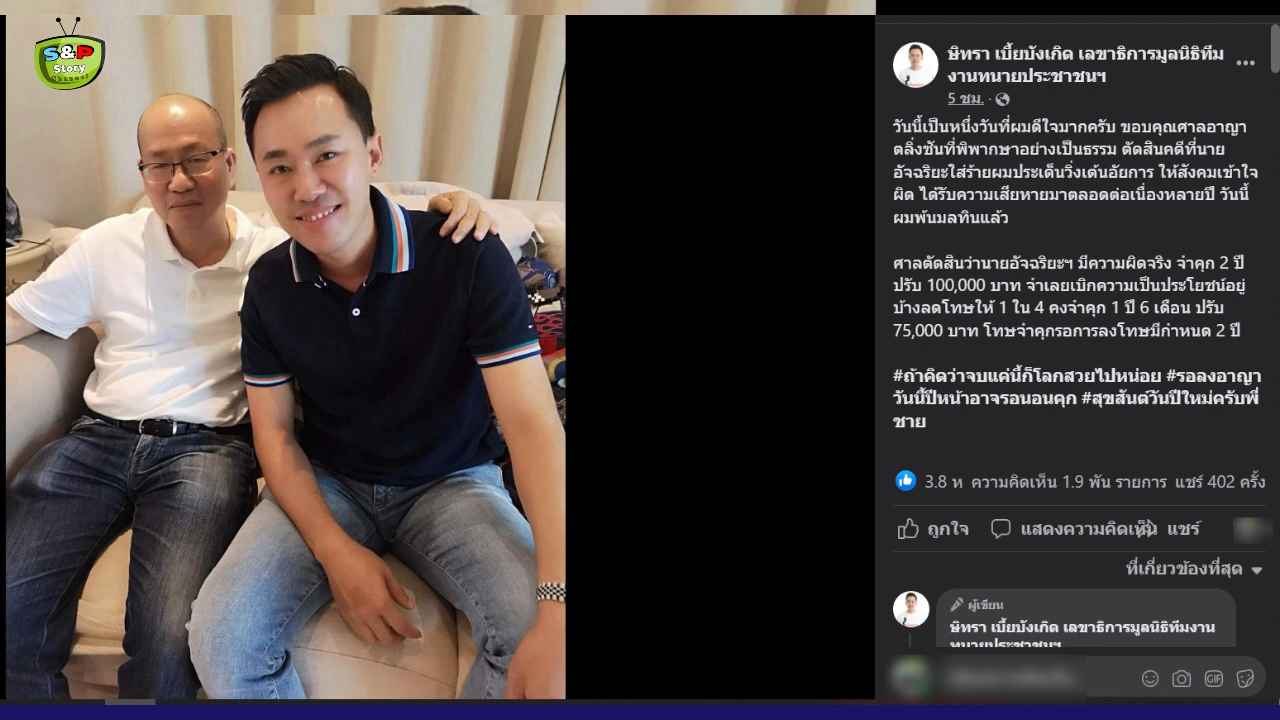 S&P
Story
Channel
ษิทรา เบี้ยบังเกิด เลขาธิการมูลนิธิทีม
งานทนายประชาชนฯ
5 ชม. ·
วันนี้เป็นหนึ่งวันที่ผมดีใจมากครับ ขอบคุณศาลอาญา
ตลิ่งชันที่พิพากษาอย่างเป็นธรรม ตัดสินคดีที่นาย
อัจฉริยะใส่ร้ายผมประเด็นวิ่งเต้นอัยการ ให้สังคมเข้าใจ
ผิด ได้รับความเสียหายมาตลอดต่อเนื่องหลายปี วันนี้
ผมพ้นมลทินแล้ว
ศาลตัดสินว่านายอัจฉริยะฯ มีความผิดจริง จำคุก 2 ปี
ปรับ 100,000 บาท จำเลยเบิกความเป็นประโยชน์อยู่
บ้างลดโทษให้ 1 ใน 4 คงจำคุก 1 ปี 6 เดือน ปรับ
75,000 บาท โทษจำคุกรอการลงโทษมีกำหนด 2 ปี
#ถ้าคิดว่าจบแค่นี้ก็โลกสวยไปหน่อย #รอลงอาญา
วันนี้ปีหน้าอาจรอนอนคุก #สุขสันต์วันปีใหม่ครับพี่
ชาย
3.8 พ ความคิดเห็น 1.9 พัน รายการ แชร์ 402 ครั้ง
ถูกใจ แสดงความคิดเห็น แชร์
ที่เกี่ยวข้องที่สุด
ผู้เขียน
ษิทรา เบี้ยบังเกิด เลขาธิการมูลนิธิทีมงาน
ทนายประชาชนฯ
GIF